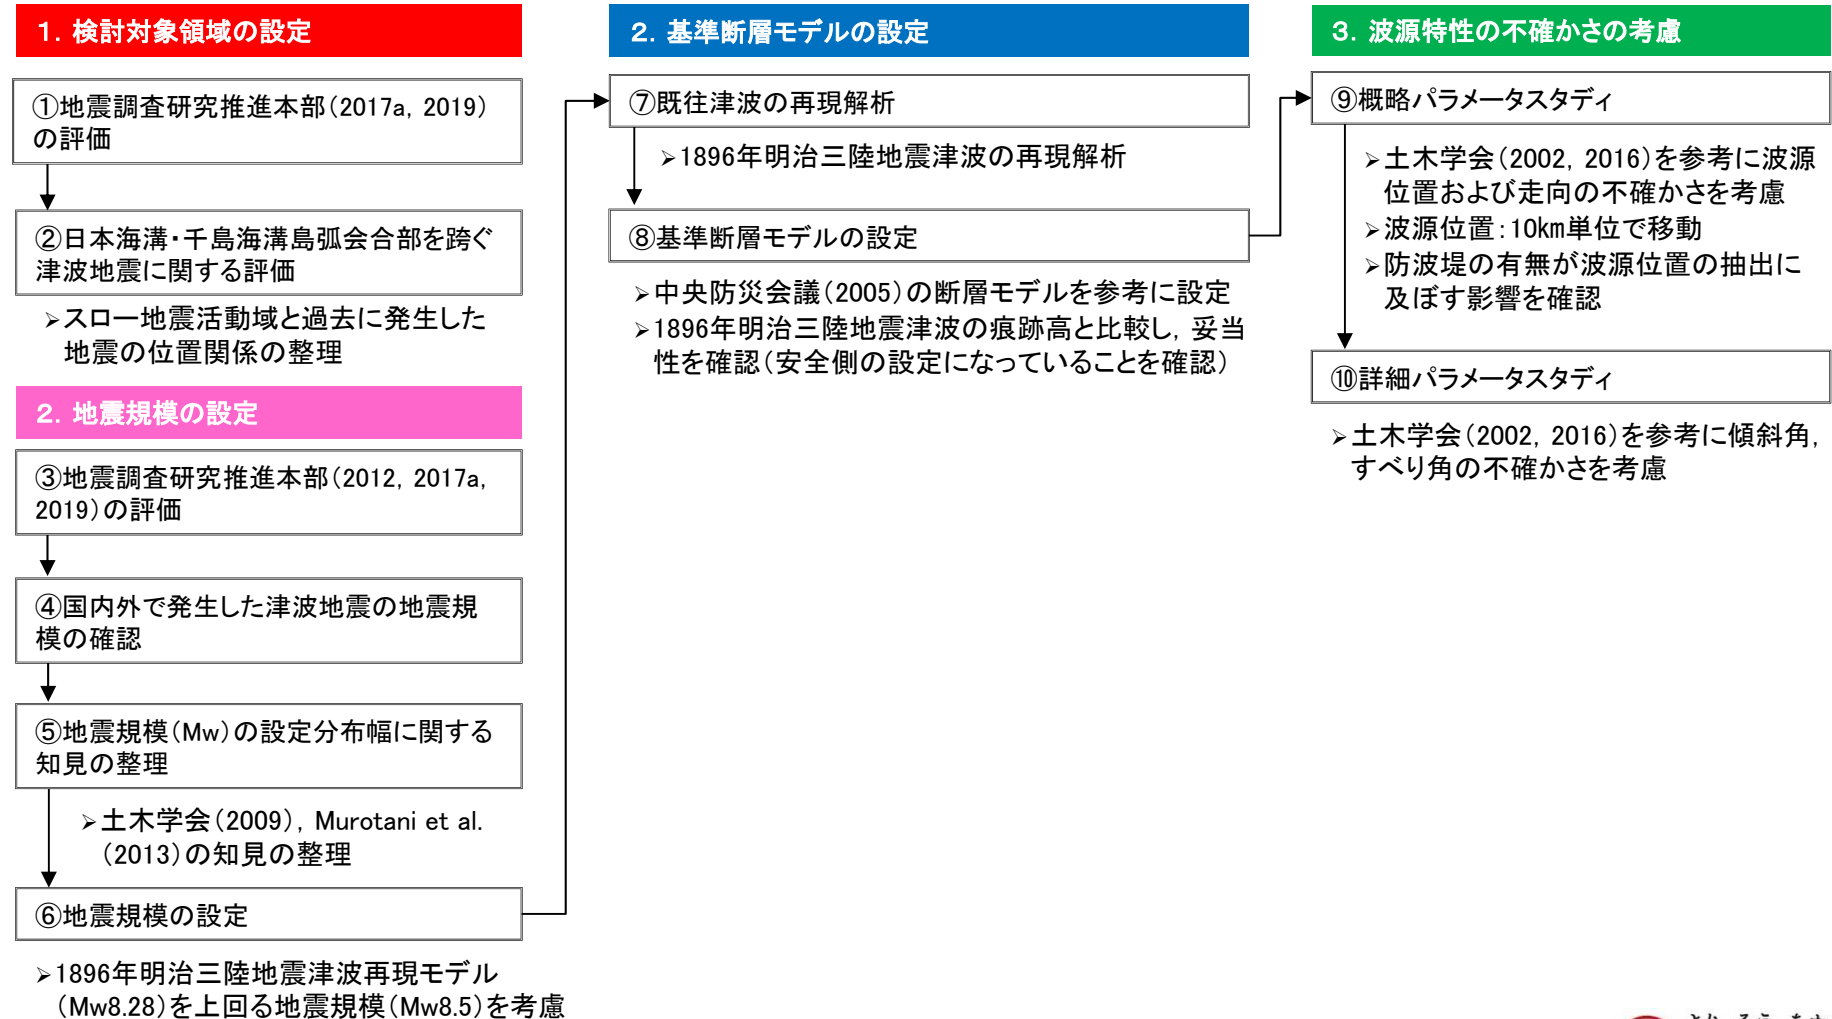 1. 検討対象領域の設定
①地震調査研究推進本部（2017a, 2019）
の評価
②日本海溝・千島海溝島弧会合部を跨ぐ
津波地震に関する評価
➢スロー地震活動域と過去に発生した
地震の位置関係の整理
2. 地震規模の設定
③地震調査研究推進本部（2012, 2017a,
2019）の評価
④国内外で発生した津波地震の地震規
模の確認
⑤地震規模（Mw）の設定分布幅に関する
知見の整理
➢土木学会（2009）, Murotani et al.
（2013）の知見の整理
⑥地震規模の設定
➢1896年明治三陸地震津波再現モデル
（Mw8.28）を上回る地震規模（Mw8.5）を考慮
2. 基準断層モデルの設定
⑦既往津波の再現解析
➢1896年明治三陸地震津波の再現解析
⑧基準断層モデルの設定
➢中央防災会議（2005）の断層モデルを参考に設定
➢1896年明治三陸地震津波の痕跡高と比較し, 妥当
性を確認（安全側の設定になっていることを確認）
3. 波源特性の不確かさの考慮
⑨概略パラメータスタディ
➢土木学会（2002, 2016）を参考に波源
位置および走向の不確かさを考慮
➢波源位置：10km単位で移動
➢防波堤の有無が波源位置の抽出に
及ぼす影響を確認
⑩詳細パラメータスタディ
➢土木学会（2002, 2016）を参考に傾斜角,
すべり角の不確かさを考慮